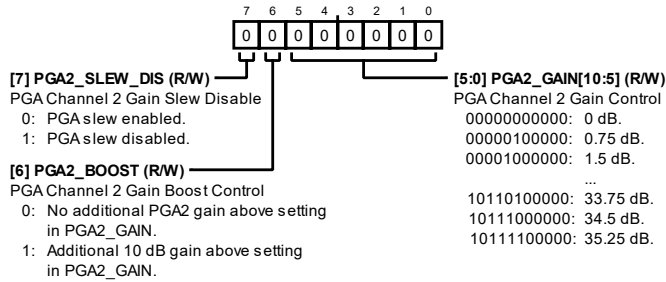 7 6 5 4 3 2 1 0
0 0 0 0 0 0 0 0
[7] PGA2_SLEW_DIS (R/W)
PGA Channel 2 Gain Slew Disable
0: PGA slew enabled.
1: PGA slew disabled.
[6] PGA2_BOOST (R/W)
PGA Channel 2 Gain Boost Control
0: No additional PGA2 gain above setting
in PGA2_GAIN.
1: Additional 10 dB gain above setting
in PGA2_GAIN.
[5:0] PGA2_GAIN[10:5] (R/W)
PGA Channel 2 Gain Control
00000000000: 0 dB.
00000100000: 0.75 dB.
00001000000: 1.5 dB.
...
10110100000: 33.75 dB.
10111000000: 34.5 dB.
10111100000: 35.25 dB.